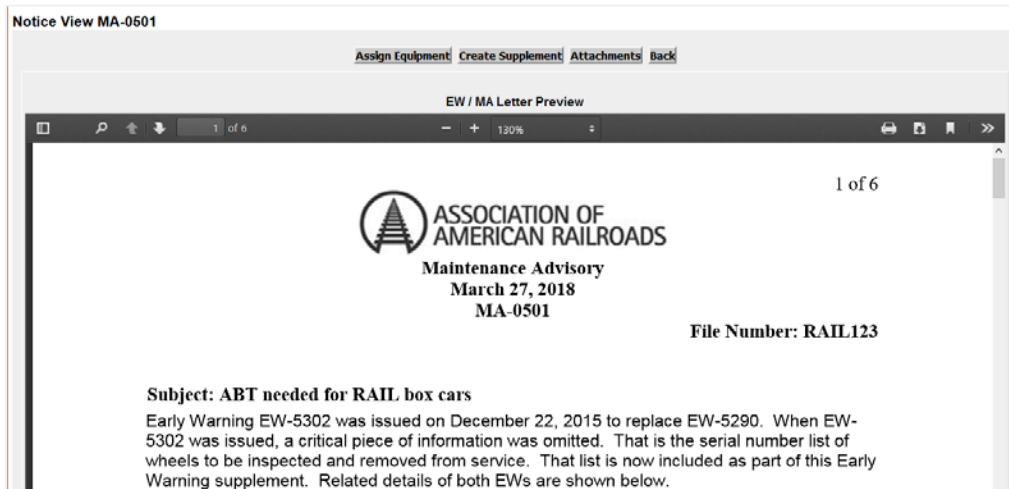 Notice View MA-0501
Assign Equipment Create Supplement Attachments Back
EW / MA Letter Preview
1 of 6 130%
1 of 6
ASSOCIATION OF
AMERICAN RAILROADS
Maintenance Advisory
March 27, 2018
MA-0501
File Number: RAIL123
Subject: ABT needed for RAIL box cars
Early Warning EW-5302 was issued on December 22, 2015 to replace EW-5290. When EW-
5302 was issued, a critical piece of information was omitted. That is the serial number list of
wheels to be inspected and removed from service. That list is now included as part of this Early
Warning supplement. Related details of both EWs are shown below.